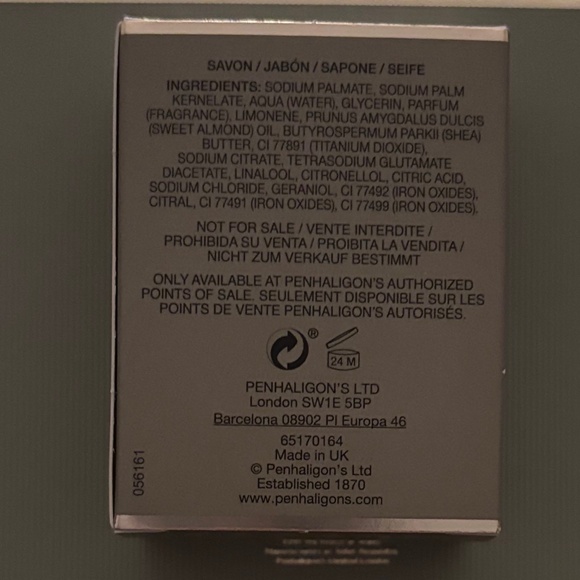 SAVON / JABÓN / SAPONE / SEIFE
INGREDIENTS: SODIUM PALMATE, SODIUM PALM
KERNELATE, AQUA (WATER), GLYCERIN, PARFUM
(FRAGRANCE), LIMONENE, PRUNUS AMYGDALUS DULCIS
(SWEET ALMOND) OIL, BUTYROSPERMUM PARKII (SHEA)
BUTTER, CI 77891 (TITANIUM DIOXIDE),
SODIUM CITRATE, TETRASODIUM GLUTAMATE
DIACETATE, LINALOOL, CITRONELLOL, CITRIC ACID,
SODIUM CHLORIDE, GERANIOL, CI 77492 (IRON OXIDES),
CITRAL, CI 77491 (IRON OXIDES), CI 77499 (IRON OXIDES).
NOT FOR SALE / VENTE INTERDITE /
PROHIBIDA SU VENTA / PROIBITA LA VENDITA /
NICHT ZUM VERKAUF BESTIMMT
ONLY AVAILABLE AT PENHALIGON'S AUTHORIZED
POINTS OF SALE. SEULEMENT DISPONIBLE SUR LES
POINTS DE VENTE PENHALIGON'S AUTORISÉS.
®
24 M
PENHALIGON'S LTD
London SW1E 5BP
Barcelona 08902 Pl Europa 46
65170164
Made in UK
© Penhaligon's Ltd
Established 1870
www.penhaligons.com
056161